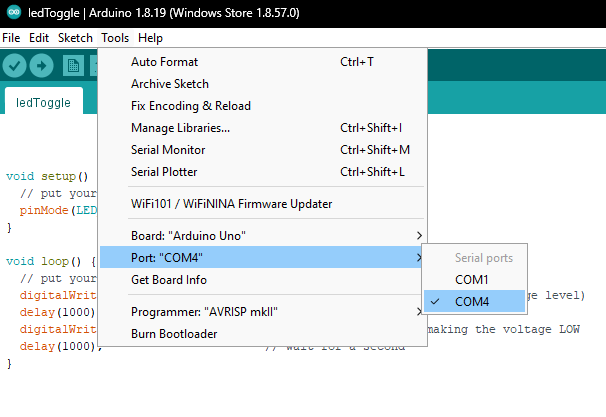 ledToggle | Arduino 1.8.19 (Windows Store 1.8.57.0)
File Edit Sketch Tools Help
ledToggle
Auto Format Ctrl+T
Archive Sketch
Fix Encoding & Reload
Manage Libraries... Ctrl+Shift+I
Serial Monitor Ctrl+Shift+M
Serial Plotter Ctrl+Shift+L
WiFi101 / WiFiNINA Firmware Updater
Board: "Arduino Uno"
Port: "COM4"
Get Board Info
Programmer: "AVRISP mkII"
Burn Bootloader
Serial ports
COM1
COM4
void setup()
// put your
pinMode(LED
}
void loop() {
// put your
digitalWrit level)
delay(1000)
digitalWrit making the voltage LOW
delay(1000); // wait for a second
}